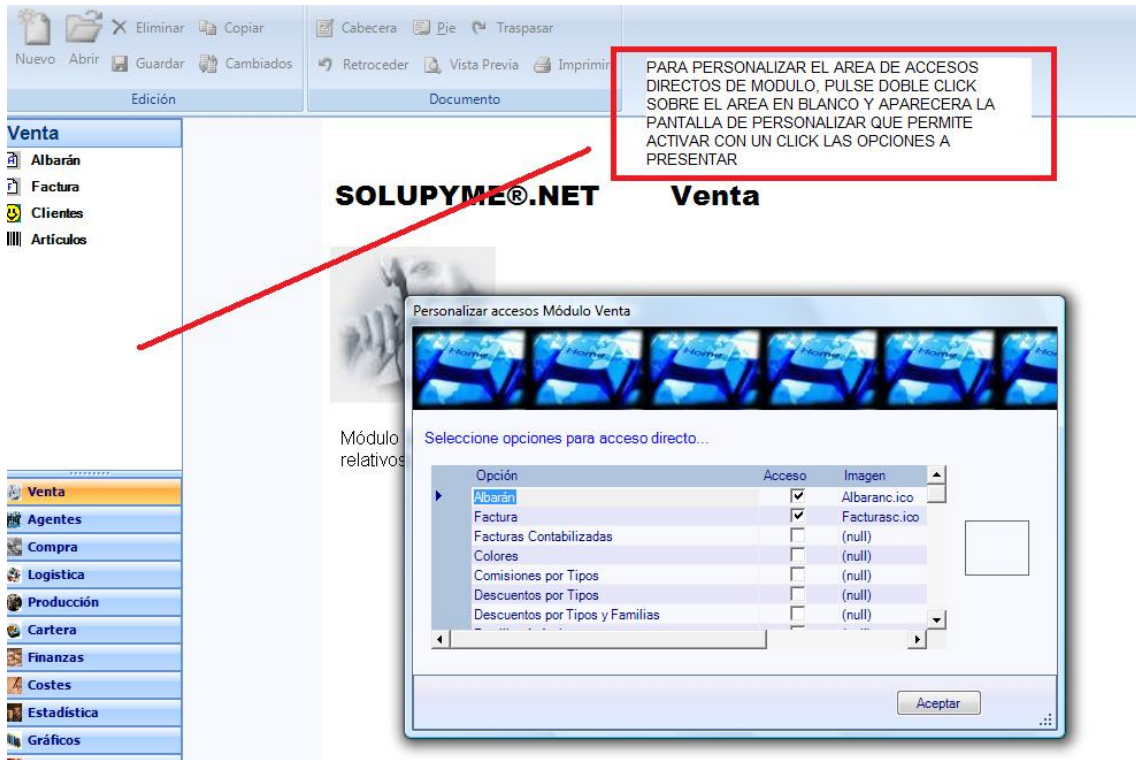 Nuevo
Abrir
Eliminar
Copiar
Guardar
Cambiados
Edición
Cabecera
Pie
Traspasar
Retroceder
Vista Previa
Imprimir
Documento
PARA PERSONALIZAR EL AREA DE ACCESOS
DIRECTOS DE MODULO, PULSE DOBLE CLICK
SOBRE EL AREA EN BLANCO Y APARECERA LA
PANTALLA DE PERSONALIZAR QUE PERMITE
ACTIVAR CON UN CLICK LAS OPCIONES A
PRESENTAR
Venta
Albarán
Factura
Clientes
Artículos
SOLUPYME®.NET Venta
Módulo
relativos
Personalizar accesos Módulo Venta
Home
Home
Home
Home
Home
Seleccione opciones para acceso directo...
Opción Acceso Imagen
Albarán Albaranc.ico
Factura Facturasc.ico
Facturas Contabilizadas (null)
Colores (null)
Comisiones por Tipos (null)
Descuentos por Tipos (null)
Descuentos por Tipos y Familias (null)
Aceptar
Venta
Agentes
Compra
Logistica
Producción
Cartera
Finanzas
Costes
Estadística
Gráficos